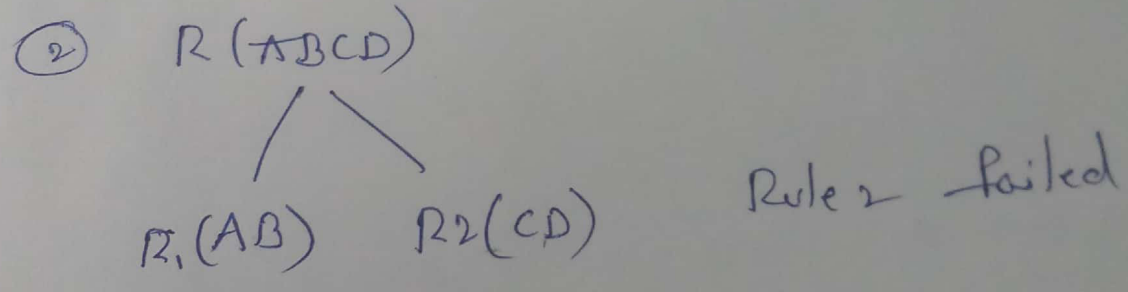 ② R (ABCD)
R1(AB) R2(CD) Rule 2 failed